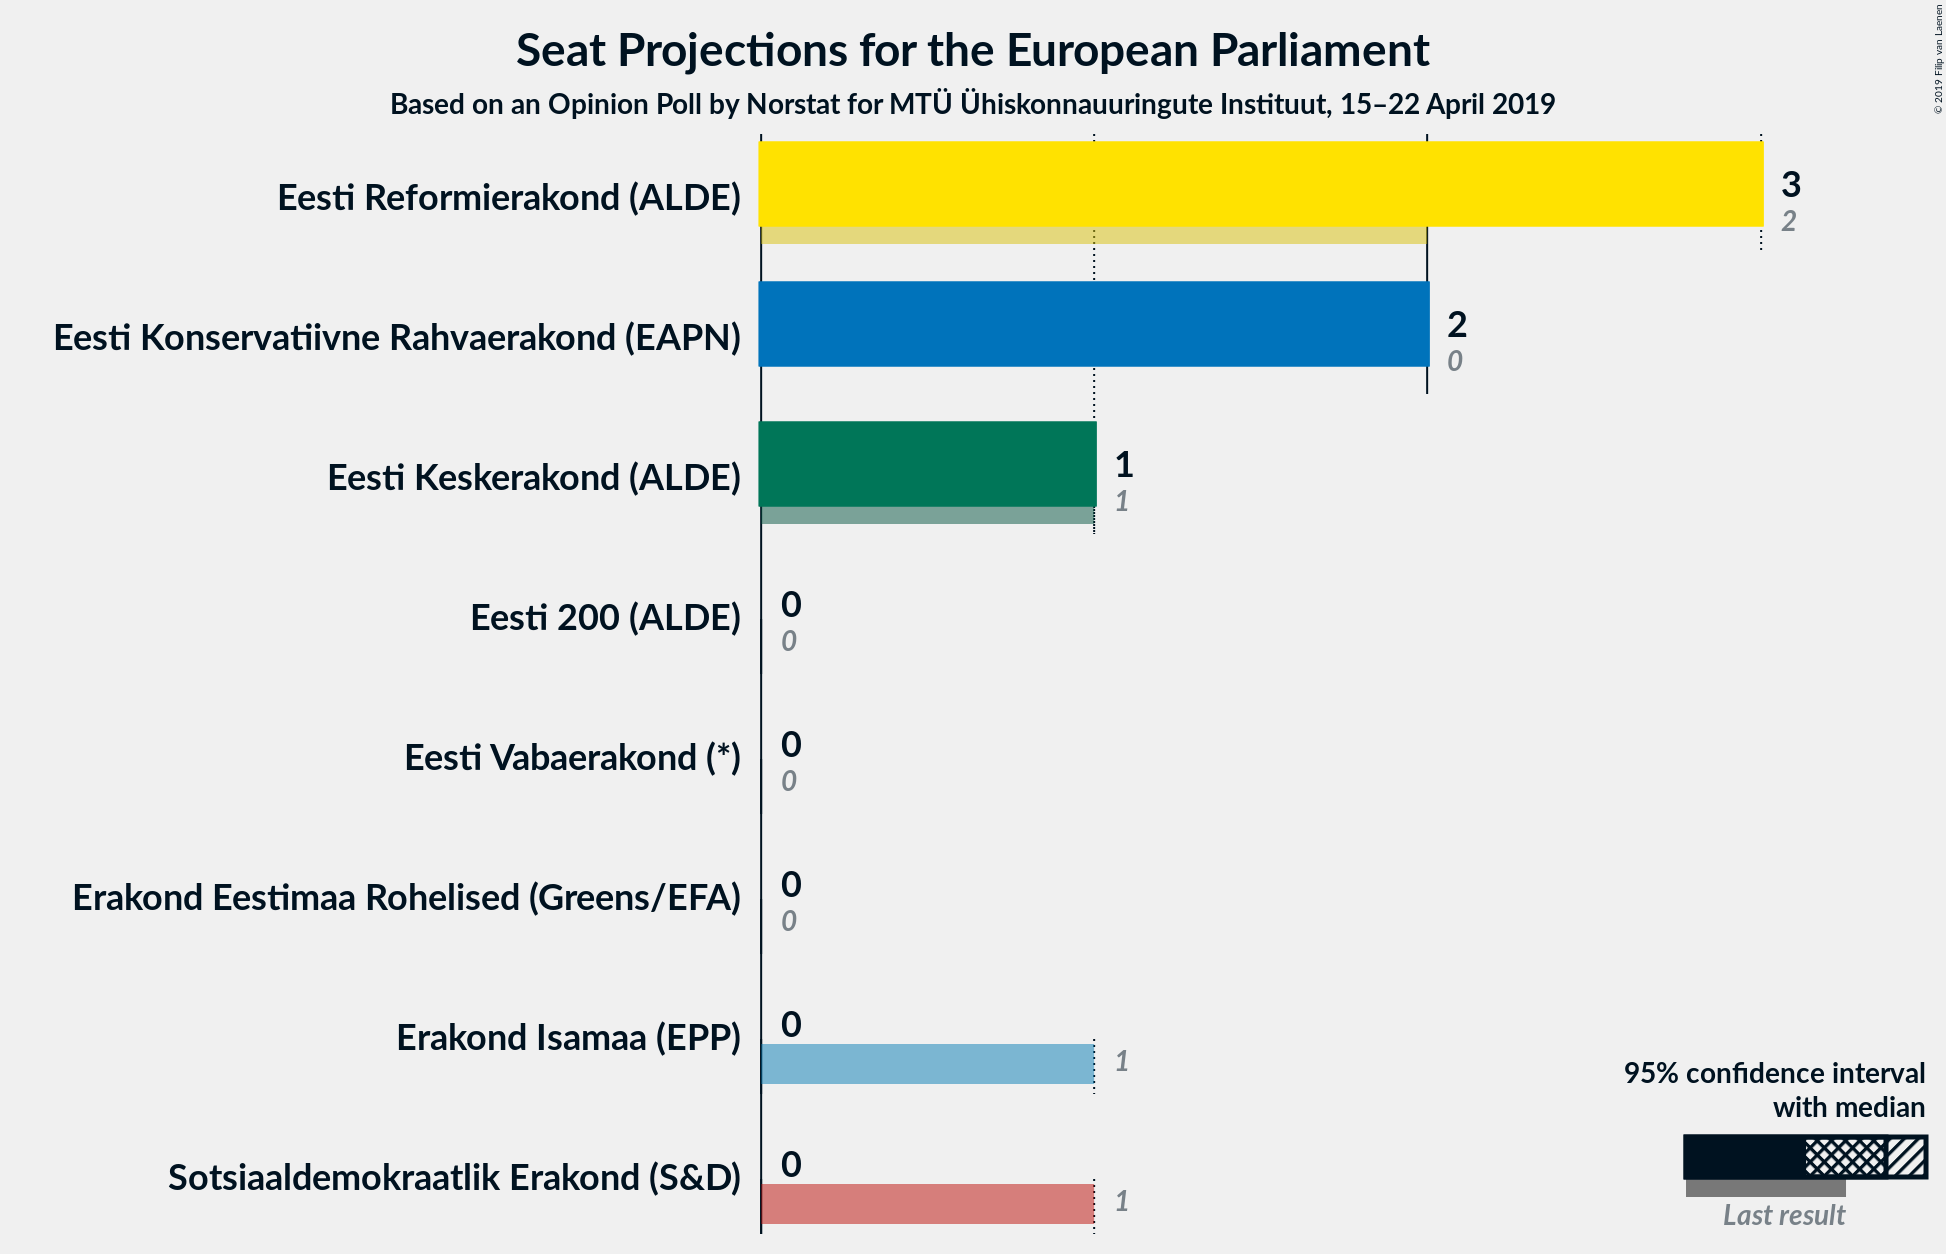 Seat Projections for the European Parliament
Based on an Opinion Poll by Norstat for MTÜ Ühiskonnauuringute Instituut, 15–22 April 2019
© 2019 Filip van Laenen
Eesti Reformierakond (ALDE)
3
2
Eesti Konservatiivne Rahvaerakond (EAPN)
2
0
Eesti Keskerakond (ALDE)
1
1
Eesti 200 (ALDE)
0
0
Eesti Vabaerakond (*)
0
0
Erakond Eestimaa Rohelised (Greens/EFA)
0
0
Erakond Isamaa (EPP)
0
1
Sotsiaaldemokraatlik Erakond (S&D)
0
1
95% confidence interval
with median
Last result